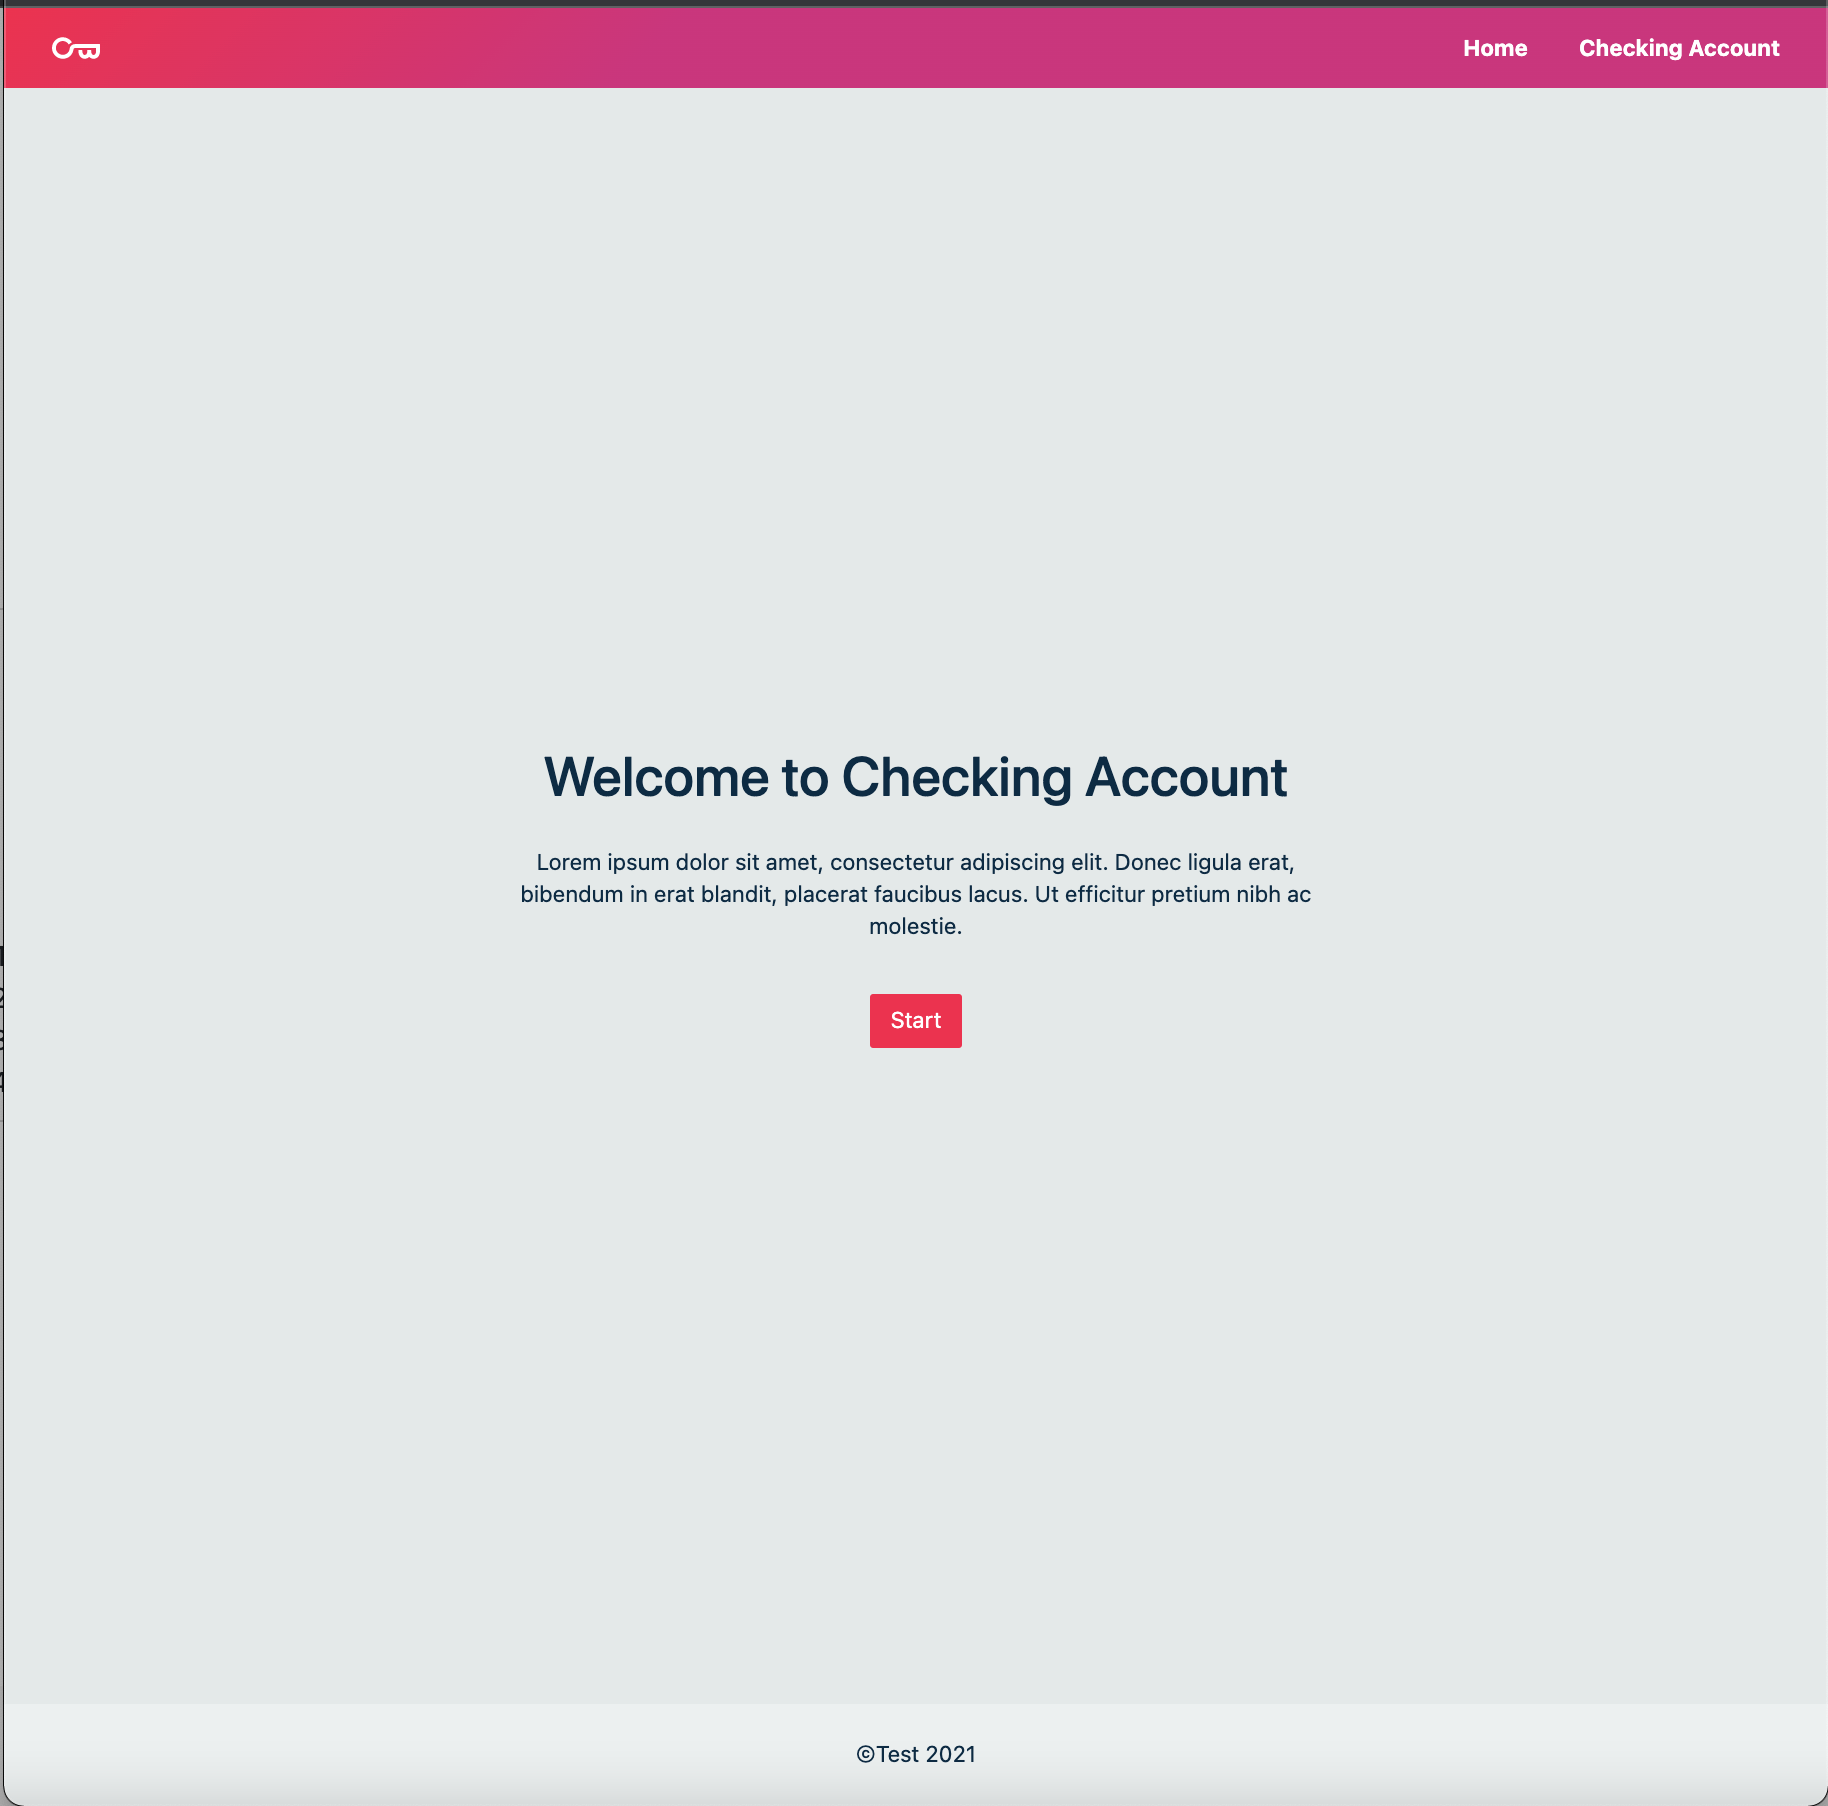 Home Checking Account
Welcome to Checking Account
Lorem ipsum dolor sit amet, consectetur adipiscing elit. Donec ligula erat,
bibendum in erat blandit, placerat faucibus lacus. Ut efficitur pretium nibh ac
molestie.
Start
©Test 2021